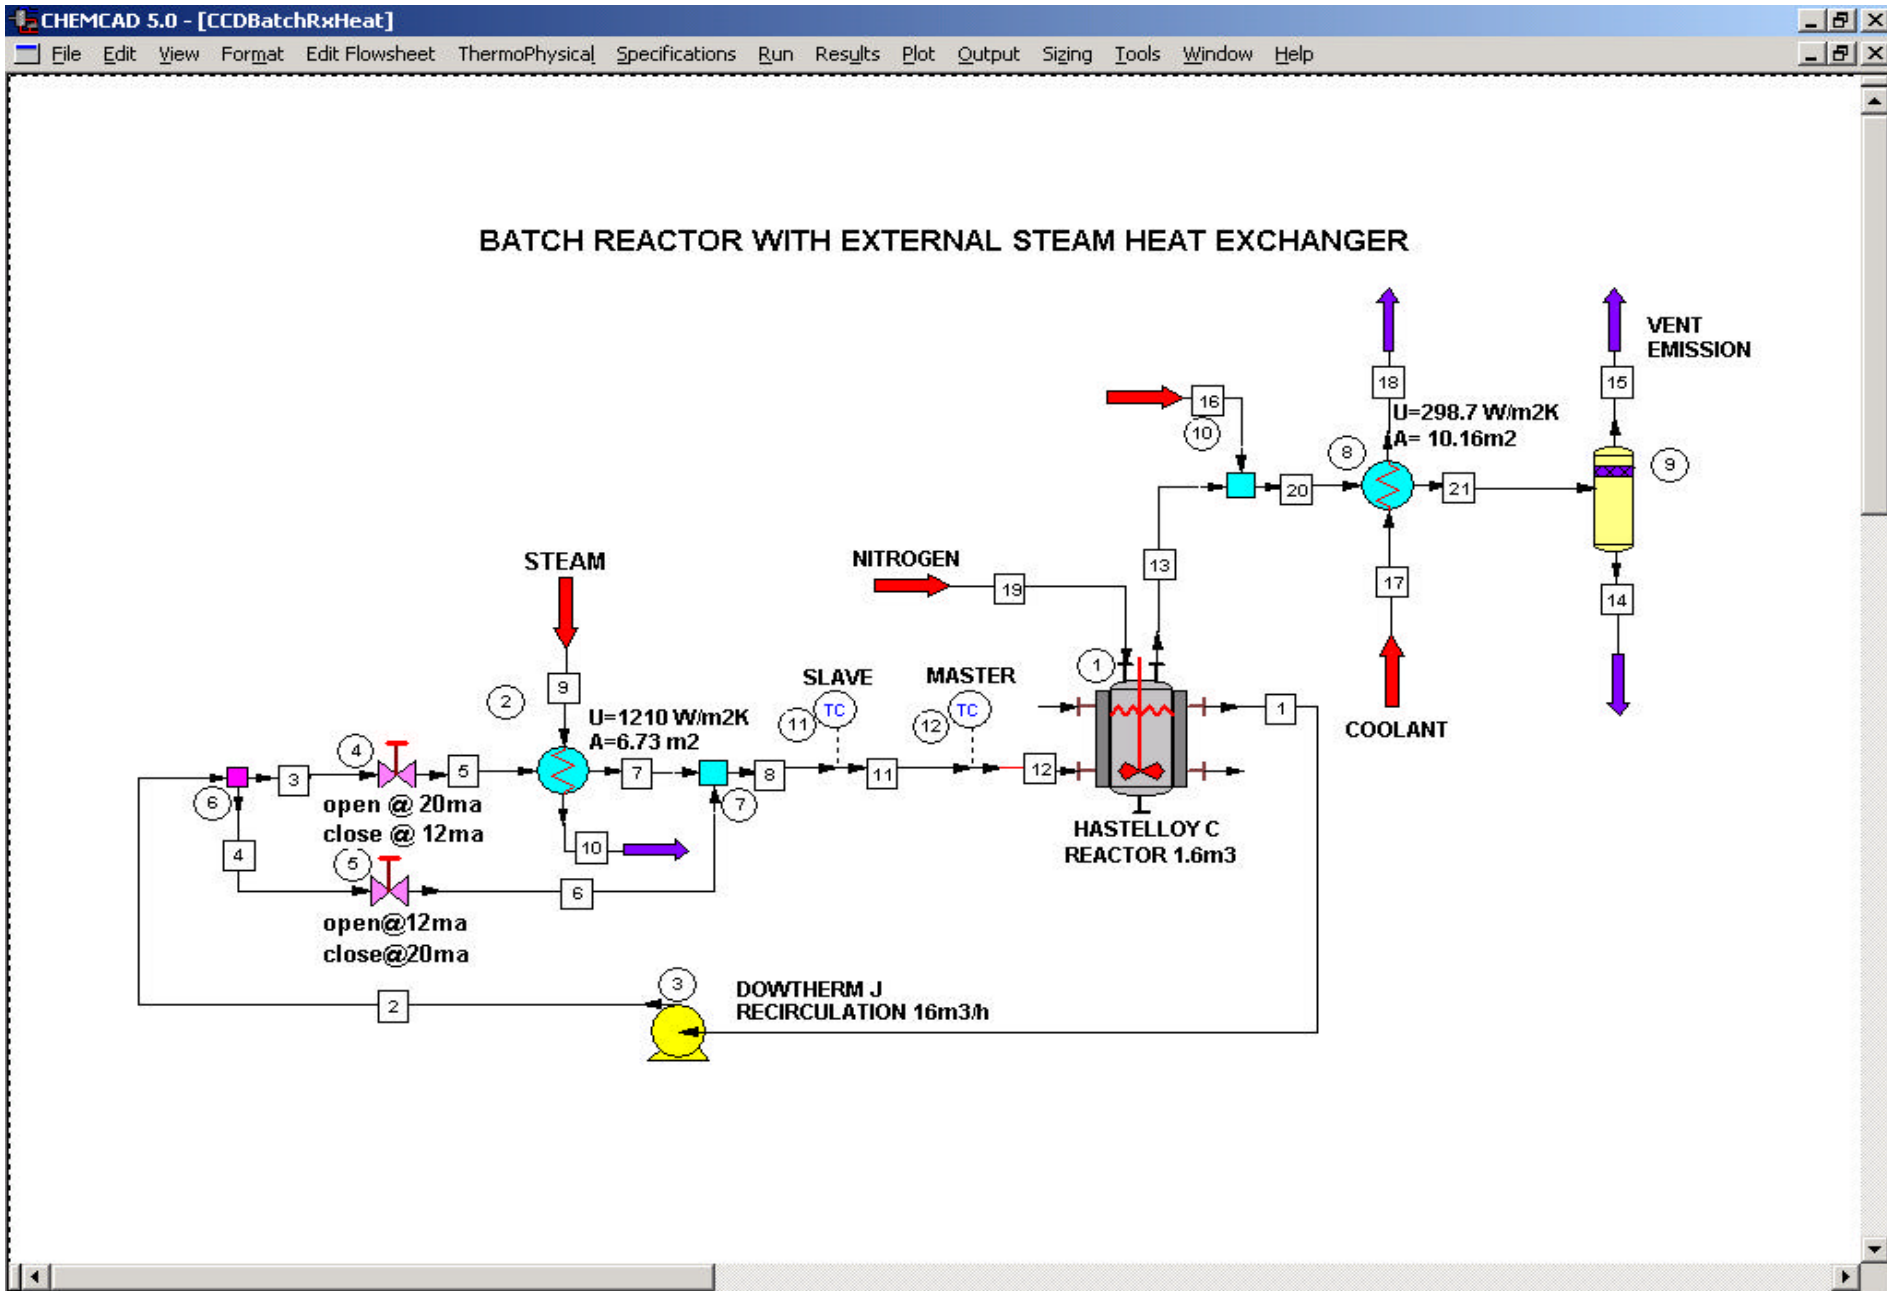 CHEMCAD 5.0 - [CCDBatchRxHeat]
File Edit View Format Edit Flowsheet ThermoPhysical Specifications Run Results Plot Output Sizing Tools Window Help
BATCH REACTOR WITH EXTERNAL STEAM HEAT EXCHANGER
VENT
EMISSION
18
15
16
10
U=298.7 W/m2K
A= 10.16m2
8
9
20
21
STEAM
NITROGEN
19
13
17
14
9
2
1
SLAVE
MASTER
TC
TC
11
12
U=1210 W/m2K
A=6.73 m2
1
COOLANT
4
3
5
7
8
11
12
6
7
open @ 20ma
close @ 12ma
HASTELLOY C
REACTOR 1.6m3
4
10
5
6
open@12ma
close@20ma
3
2
DOWTHERM J
RECIRCULATION 16m3/h